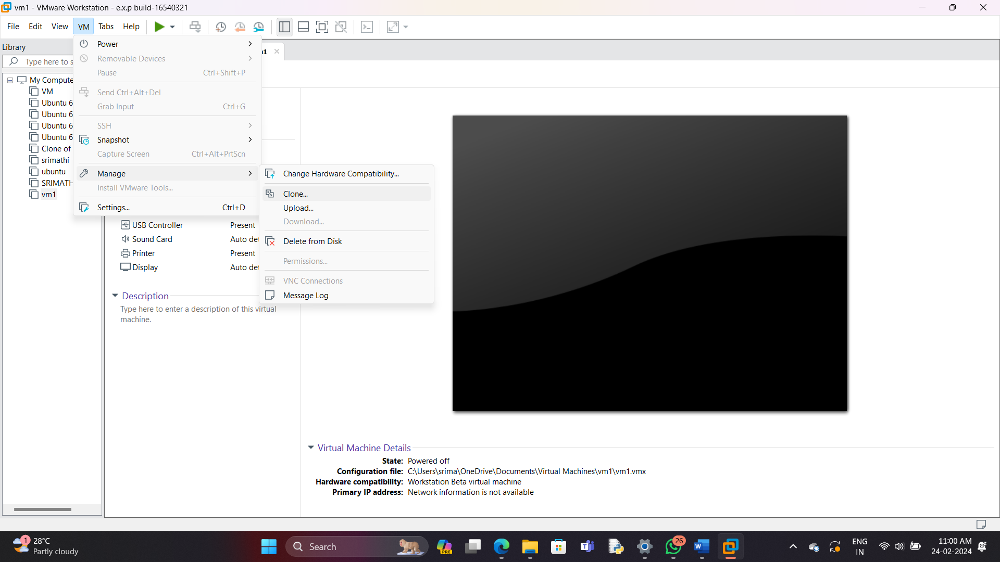 vm1 - VMware Workstation - e.x.p build-16540321
File Edit View VM Tabs Help
Library
Type here to s
My Compute
VM
Ubuntu 6
Ubuntu 6
Ubuntu 6
Ubuntu 6
Clone of
srimathi
ubuntu
SRIMATH
vm1
Power
Removable Devices
Pause Ctrl+Shift+P
Send Ctrl+Alt+Del
Grab Input Ctrl+G
SSH
Snapshot
Capture Screen Ctrl+Alt+PrtScn
Manage
Install VMware Tools...
Settings... Ctrl+D
Change Hardware Compatibility...
Clone...
Upload...
Download...
Delete from Disk
Permissions...
VNC Connections
Message Log
USB Controller Present
Sound Card Auto det
Printer Present
Display Auto det
Description
Type here to enter a description of this virtual
machine.
Virtual Machine Details
State: Powered off
Configuration file: C:\Users\srima\OneDrive\Documents\Virtual Machines\vm1\vm1.vmx
Hardware compatibility: Workstation Beta virtual machine
Primary IP address: Network information is not available
1
28°C
Partly cloudy
Search
PRE
26
ENG
IN
11:00 AM
24-02-2024